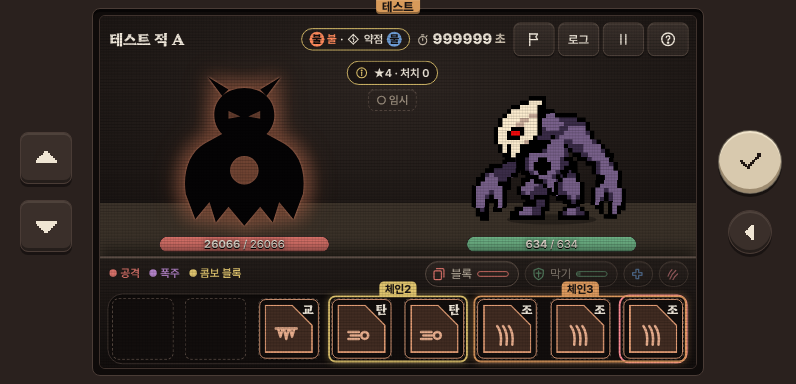 테스트
테스트 적 A
불 불 · 약점 물
999999 초
로그
★4 · 처치 0
임시
26066 / 26066
634 / 634
공격 폭주 콤보 블록
블록 막기
체인2 체인3
교 탄 탄 조 조 조